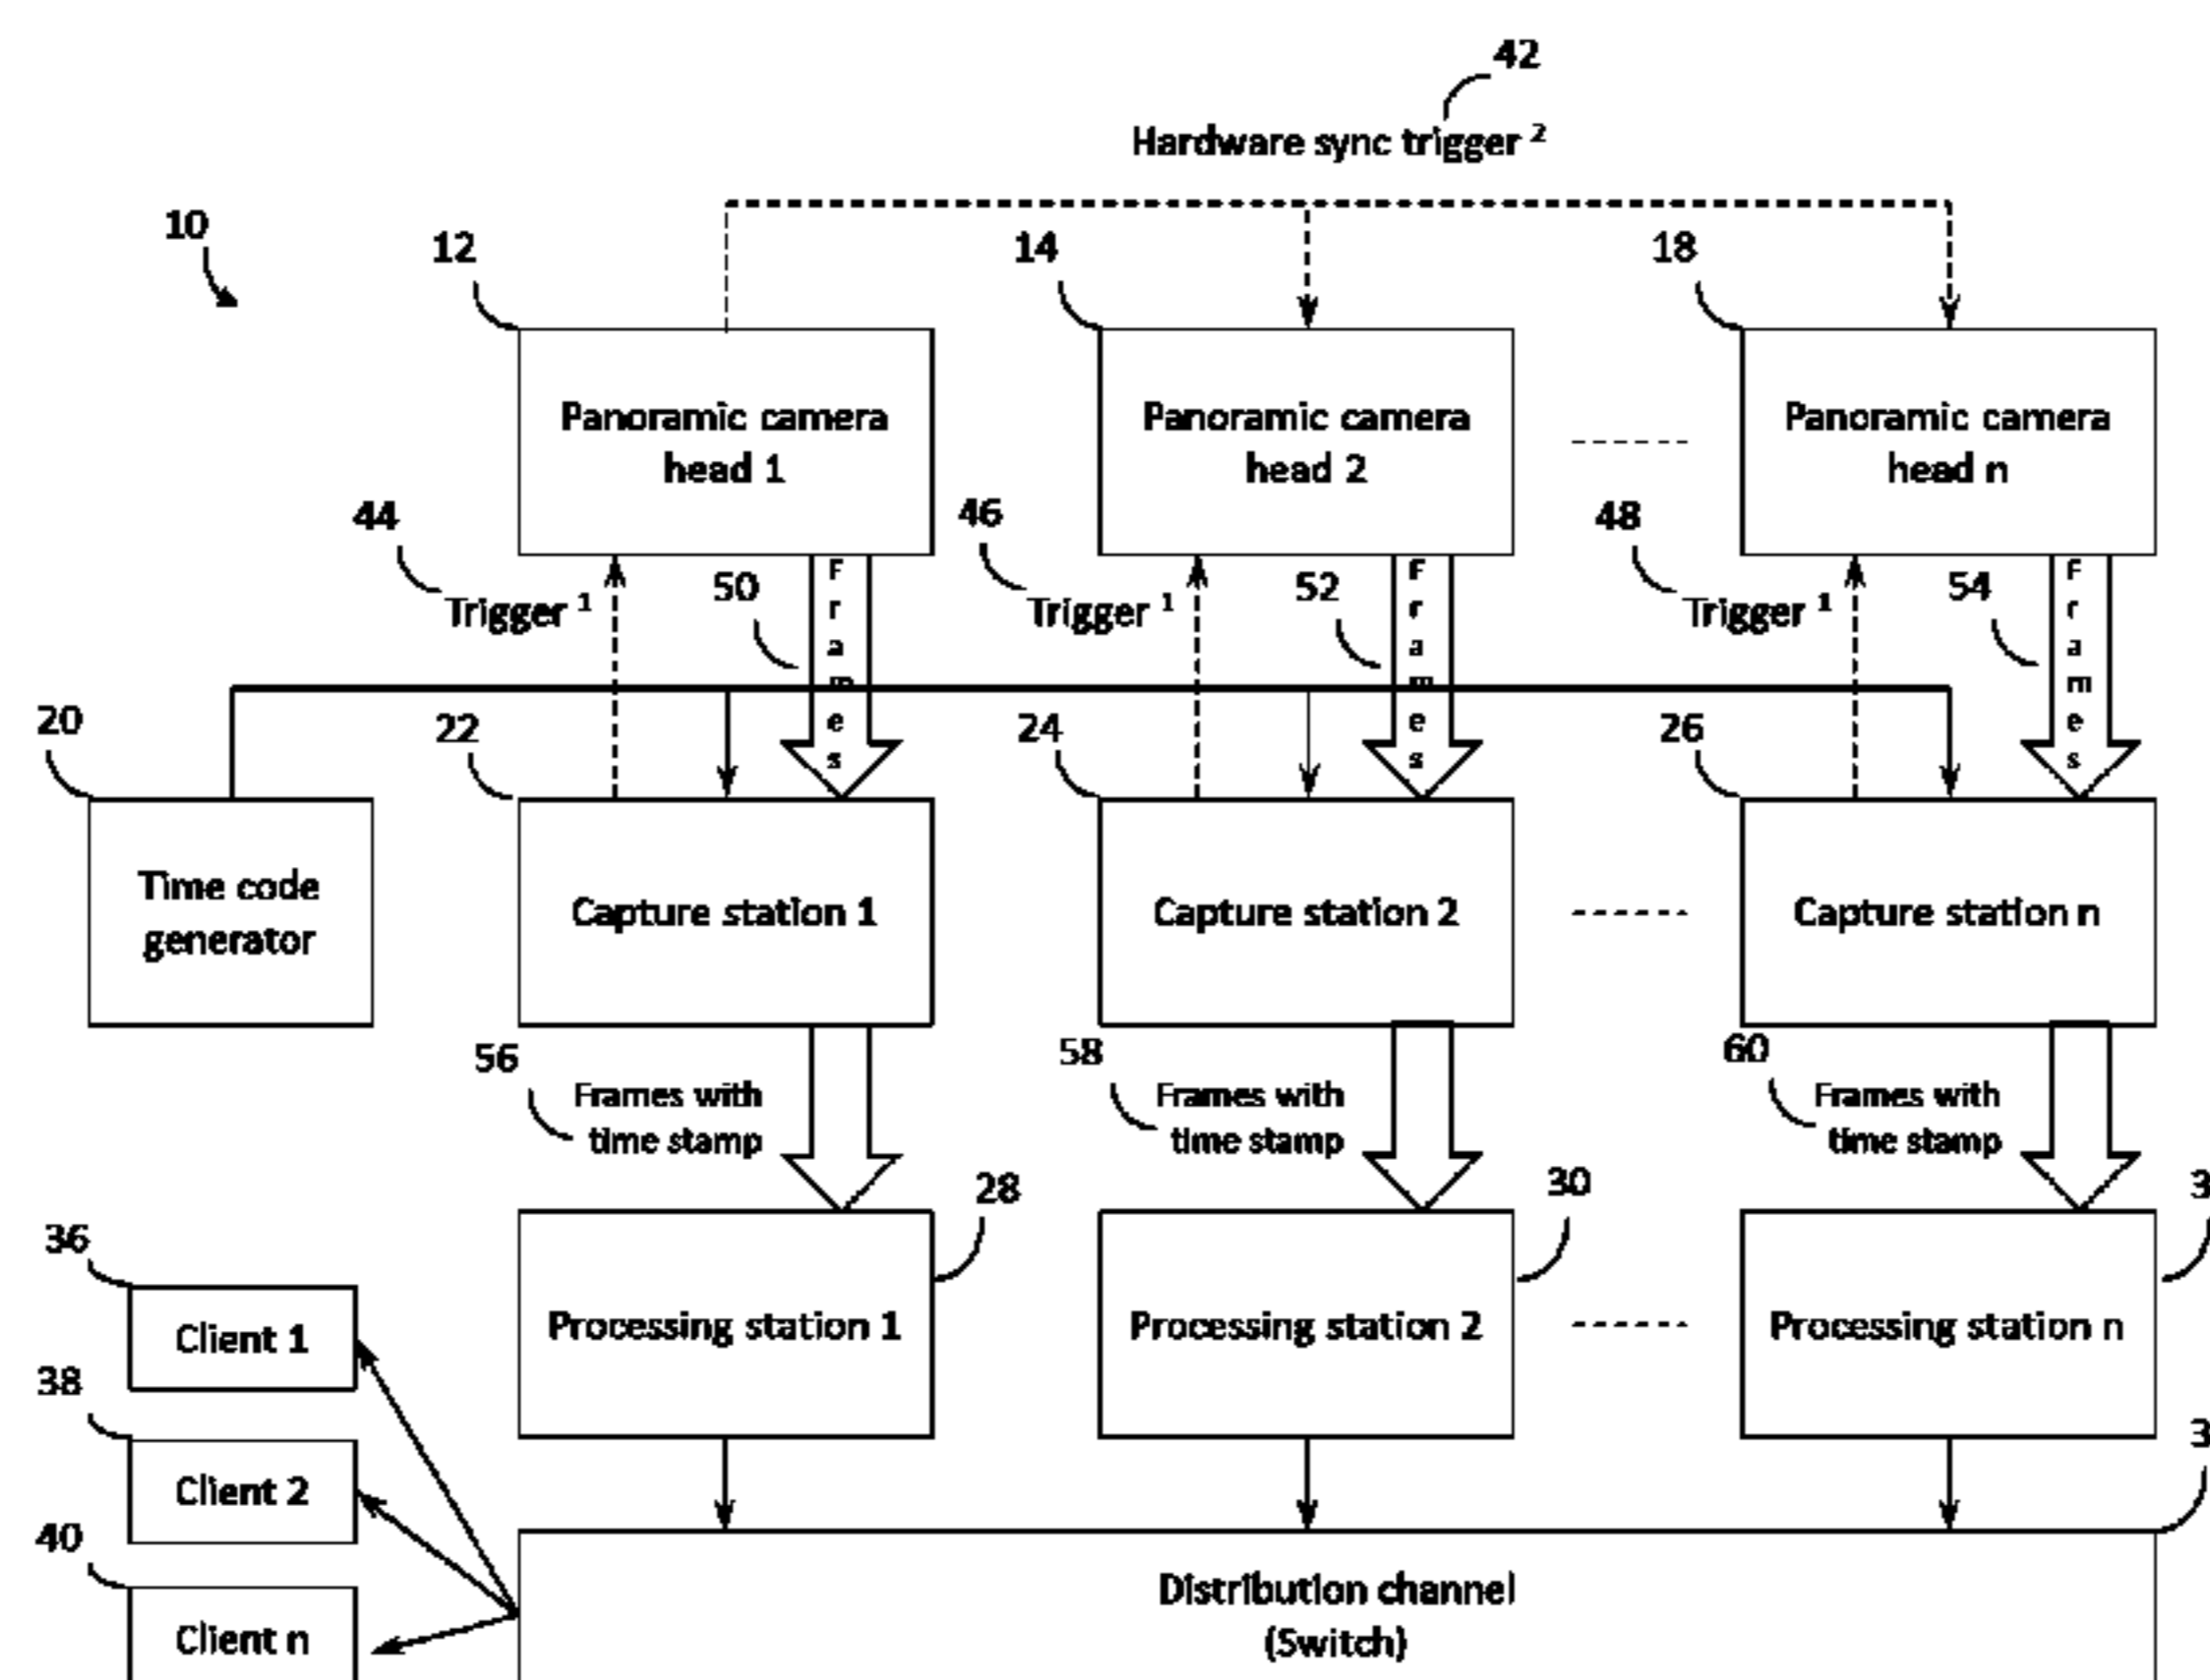 42
Hardware sync trigger 2
10
12
14
18
Panoramic camera
head 1
Panoramic camera
head 2
Panoramic camera
head n
44
Trigger 1
50
Frames
46
Trigger 1
52
Frames
48
Trigger 1
54
Frames
20
22
24
26
Time code
generator
Capture station 1
Capture station 2
Capture station n
56
Frames with
time stamp
58
Frames with
time stamp
60
Frames with
time stamp
28
30
3
36
Client 1
Processing station 1
Processing station 2
Processing station n
38
Client 2
3
40
Client n
Distribution channel
(Switch)